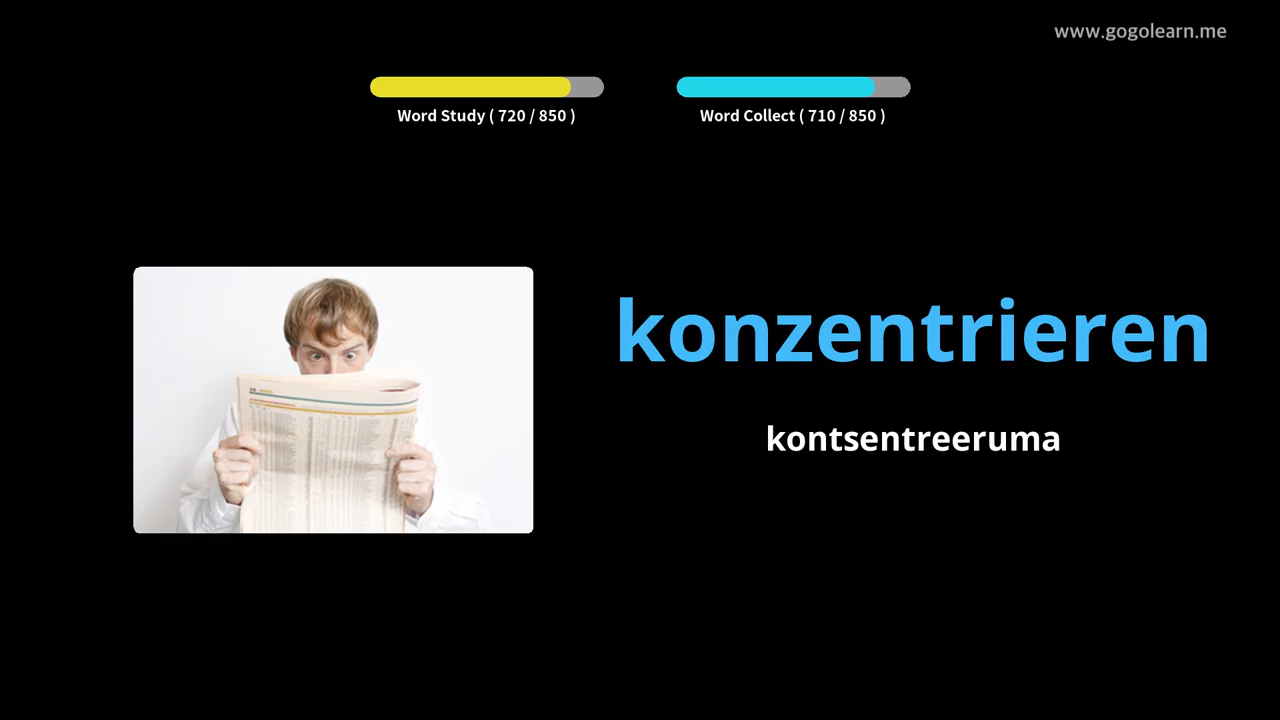 www.gogolearn.me
Word Study ( 720 / 850 )
Word Collect ( 710 / 850 )
konzentrieren
kontsentreeruma